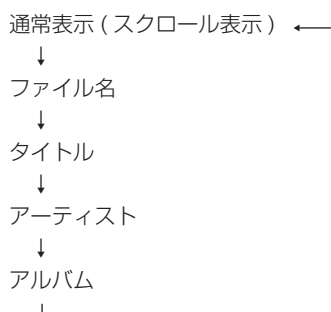 通常表示 ( スクロール表示 ) ←
↓
ファイル名
↓
タイトル
↓
アーティスト
↓
アルバム